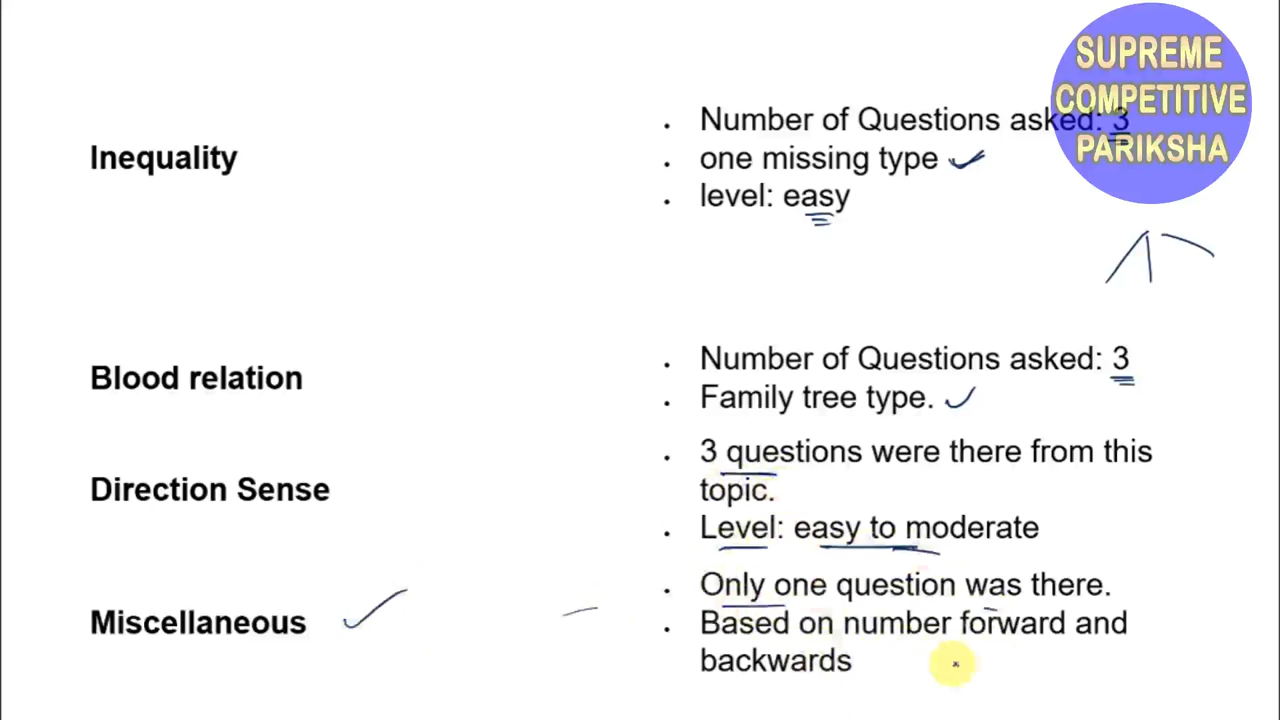 SUPREME
COMPETITIVE
PARIKSHA
Inequality
. Number of Questions asked: 3
. one missing type
. level: easy
Blood relation
. Number of Questions asked: 3
. Family tree type.
Direction Sense
. 3 questions were there from this
topic.
. Level: easy to moderate
Miscellaneous
. Only one question was there.
. Based on number forward and
backwards